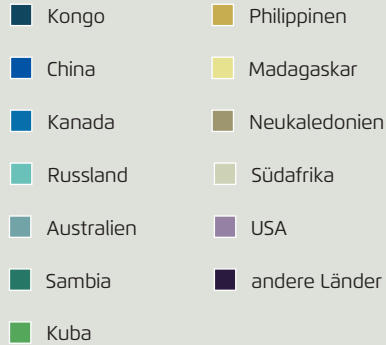 Kongo
China
Kanada
Russland
Australien
Sambia
Kuba
Philippinen
Madagaskar
Neukaledonien
Südafrika
USA
andere Länder